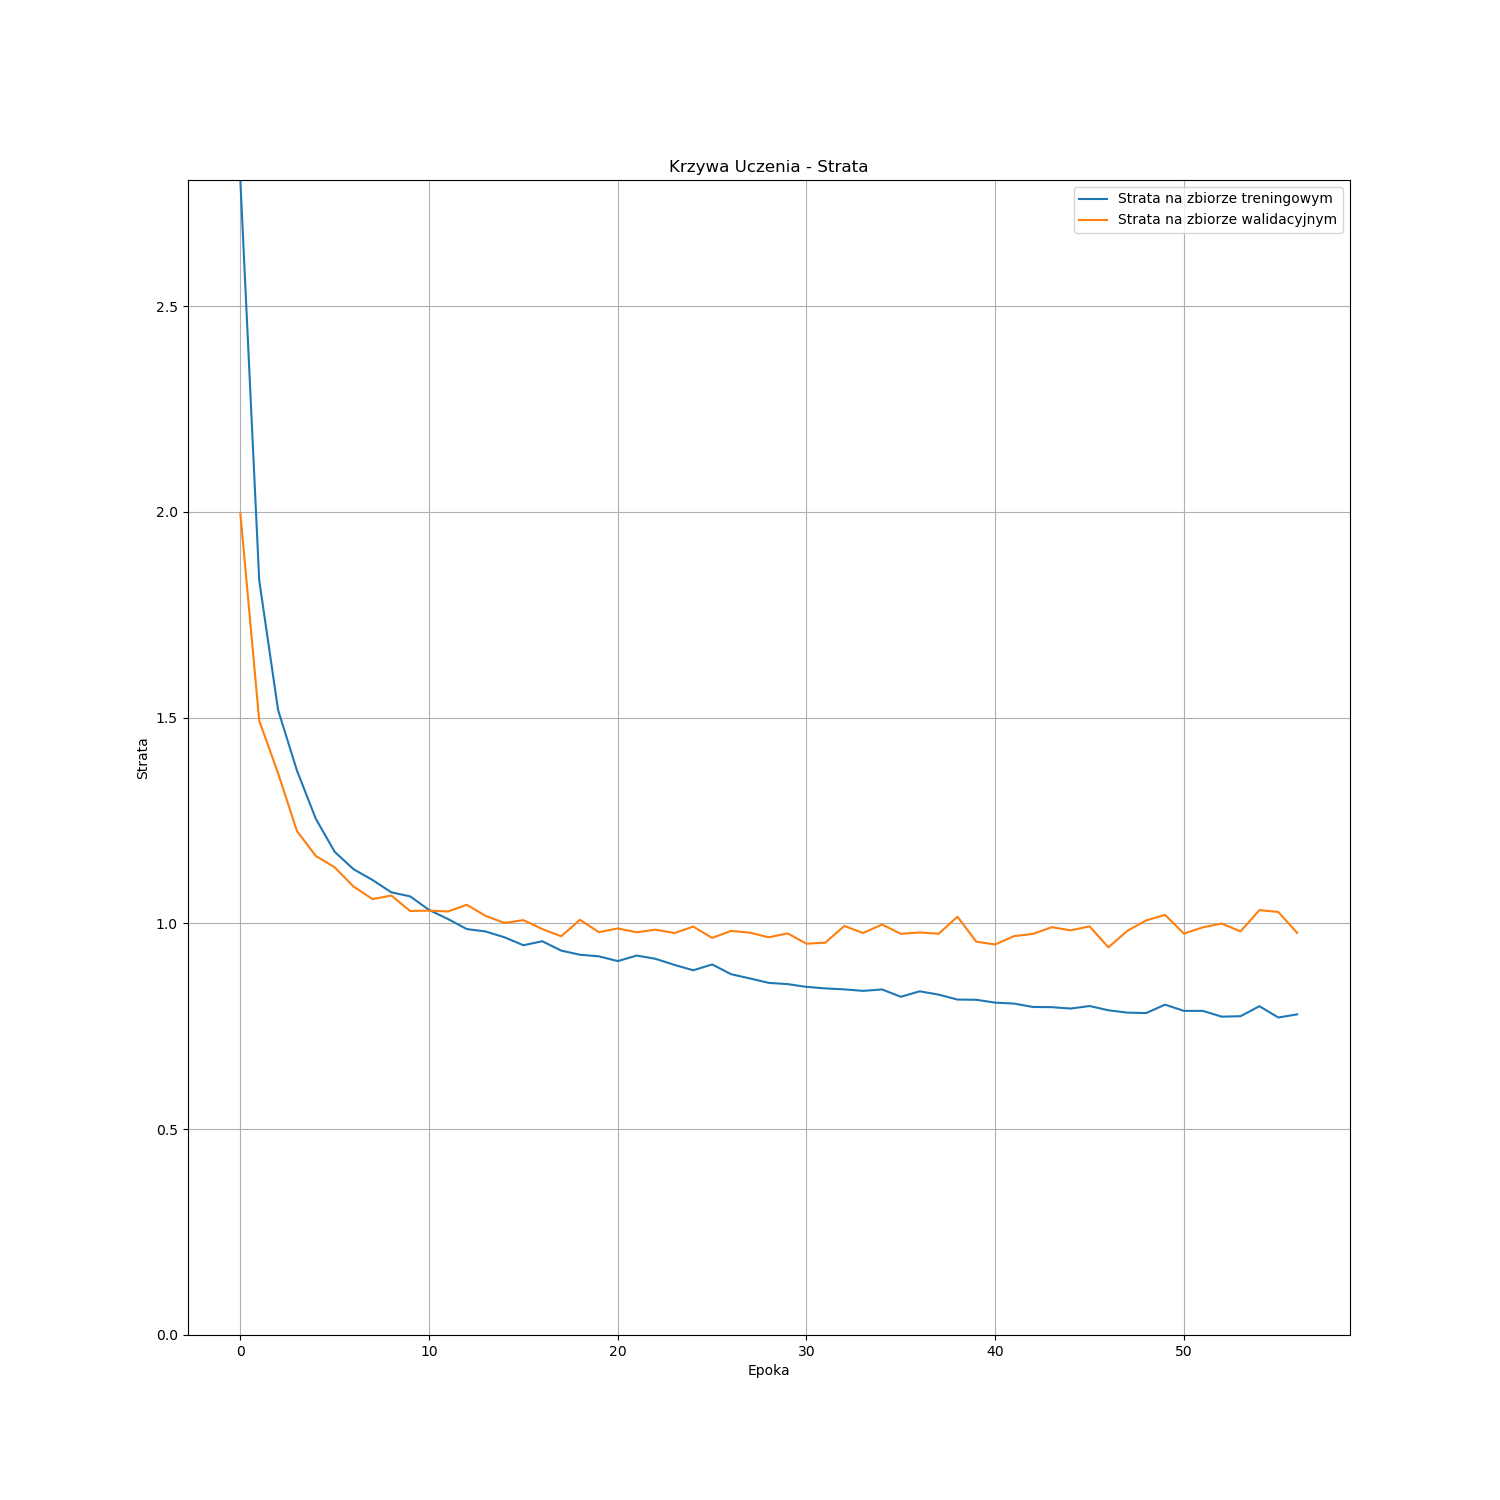 Krzywa Uczenia - Strata
Strata na zbiorze treningowym
Strata na zbiorze walidacyjnym
2.5
2.0
1.5
1.0
0.5
0.0
Strata
0 10 20 30 40 50
Epoka